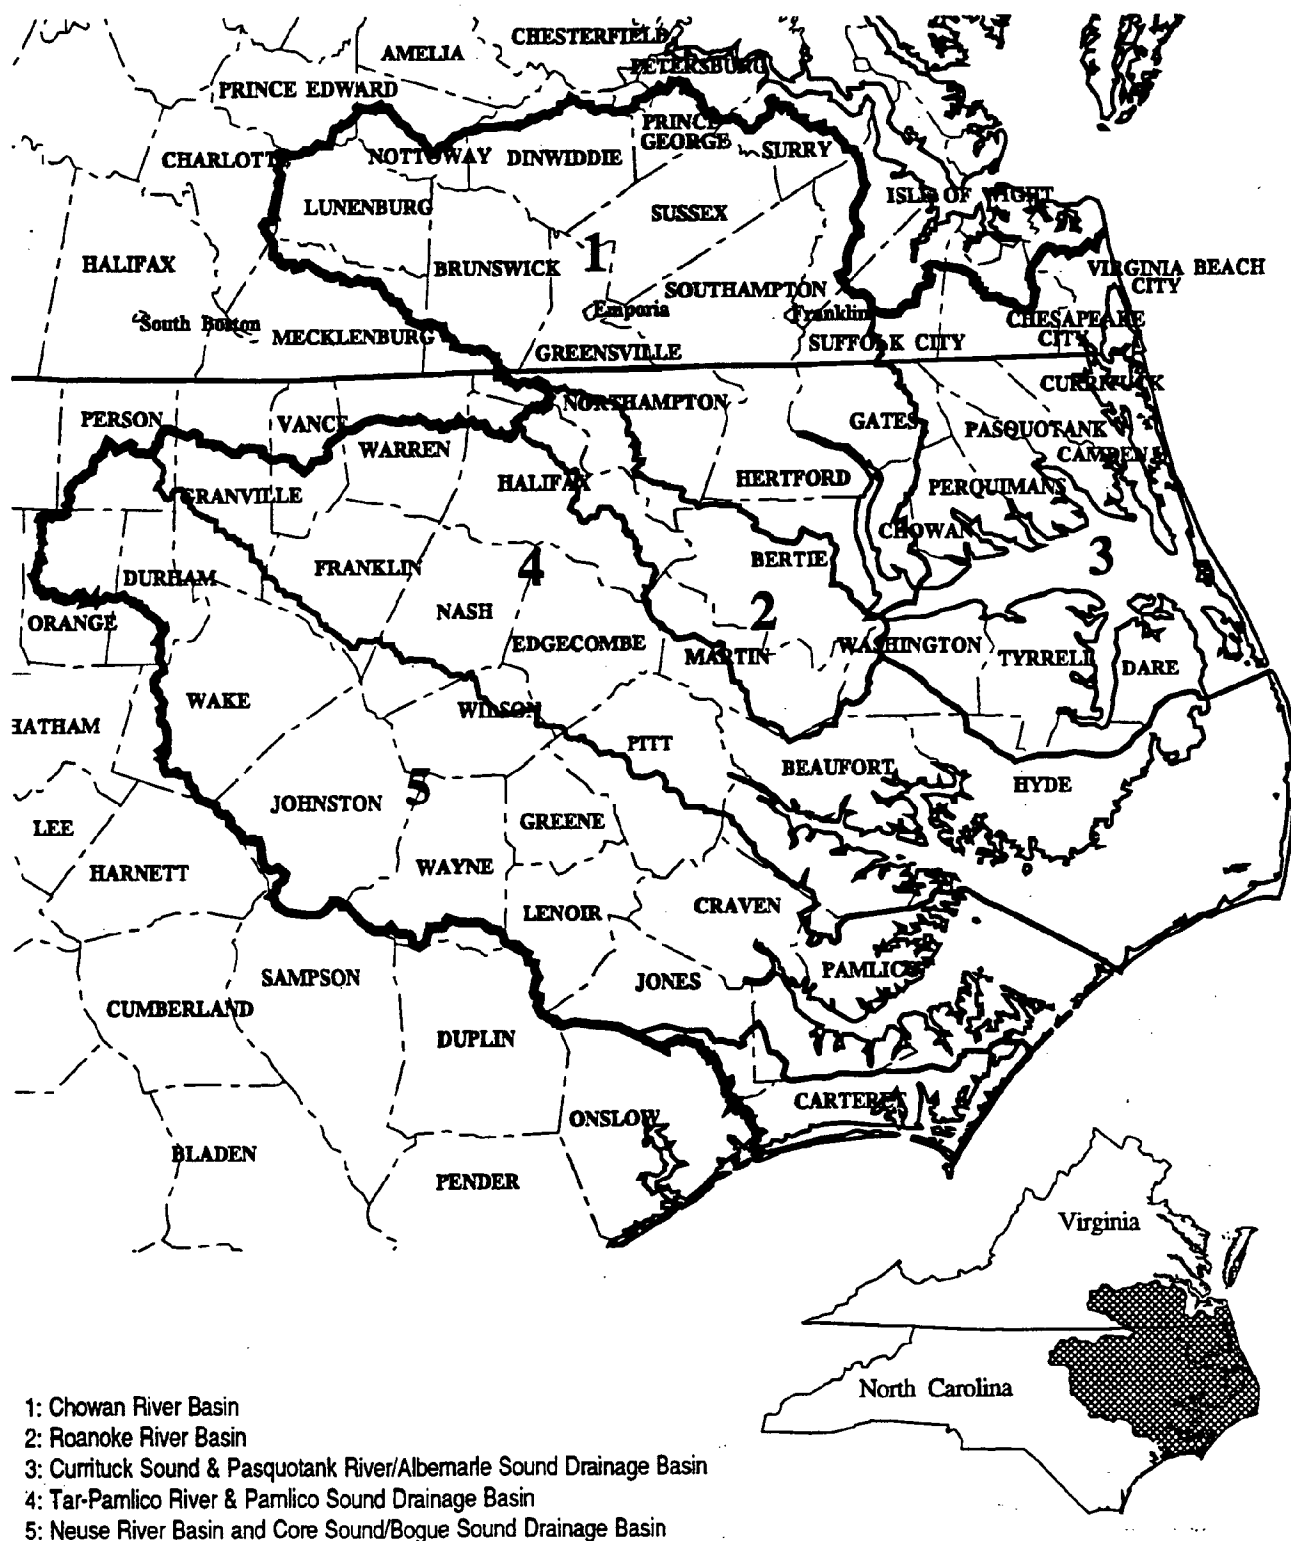 CHESTERFIELD
AMELIA
PETERSBURG
PRINCE EDWARD
PRINCE
GEORGE
CHARLOTTE
NOTTOWAY
DINWIDDIE
SURRY
ISLE OF WIGHT
LUNENBURG
SUSSEX
1
HALIFAX
BRUNSWICK
VIRGINIA BEACH
CITY
SOUTHAMPTON
South Boston
Emporia
Franklin
CHESAPEAKE
CITY
MECKLENBURG
GREENSVILLE
SUFFOLK CITY
CURRITUCK
NORTHAMPTON
PERSON
VANCE
GATES
PASQUOTANK
WARREN
CAMDEN
HALIFAX
HERTFORD
PERQUIMANS
GRANVILLE
CHOWAN
3
BERTIE
4
FRANKLIN
DURHAM
NASH
2
ORANGE
EDGECOMBE
MARTIN
WASHINGTON
TYRRELL
DARE
WAKE
WILSON
HATHAM
PITT
BEAUFORT
HYDE
5
JOHNSTON
GREENE
LEE
WAYNE
HARNETT
CRAVEN
LENOIR
PAMLICO
SAMPSON
JONES
CUMBERLAND
DUPLIN
CARTERET
ONSLOW
BLADEN
PENDER
Virginia
North Carolina
1: Chowan River Basin
2: Roanoke River Basin
3: Currituck Sound & Pasquotank River/Albemarle Sound Drainage Basin
4: Tar-Pamlico River & Pamlico Sound Drainage Basin
5: Neuse River Basin and Core Sound/Bogue Sound Drainage Basin